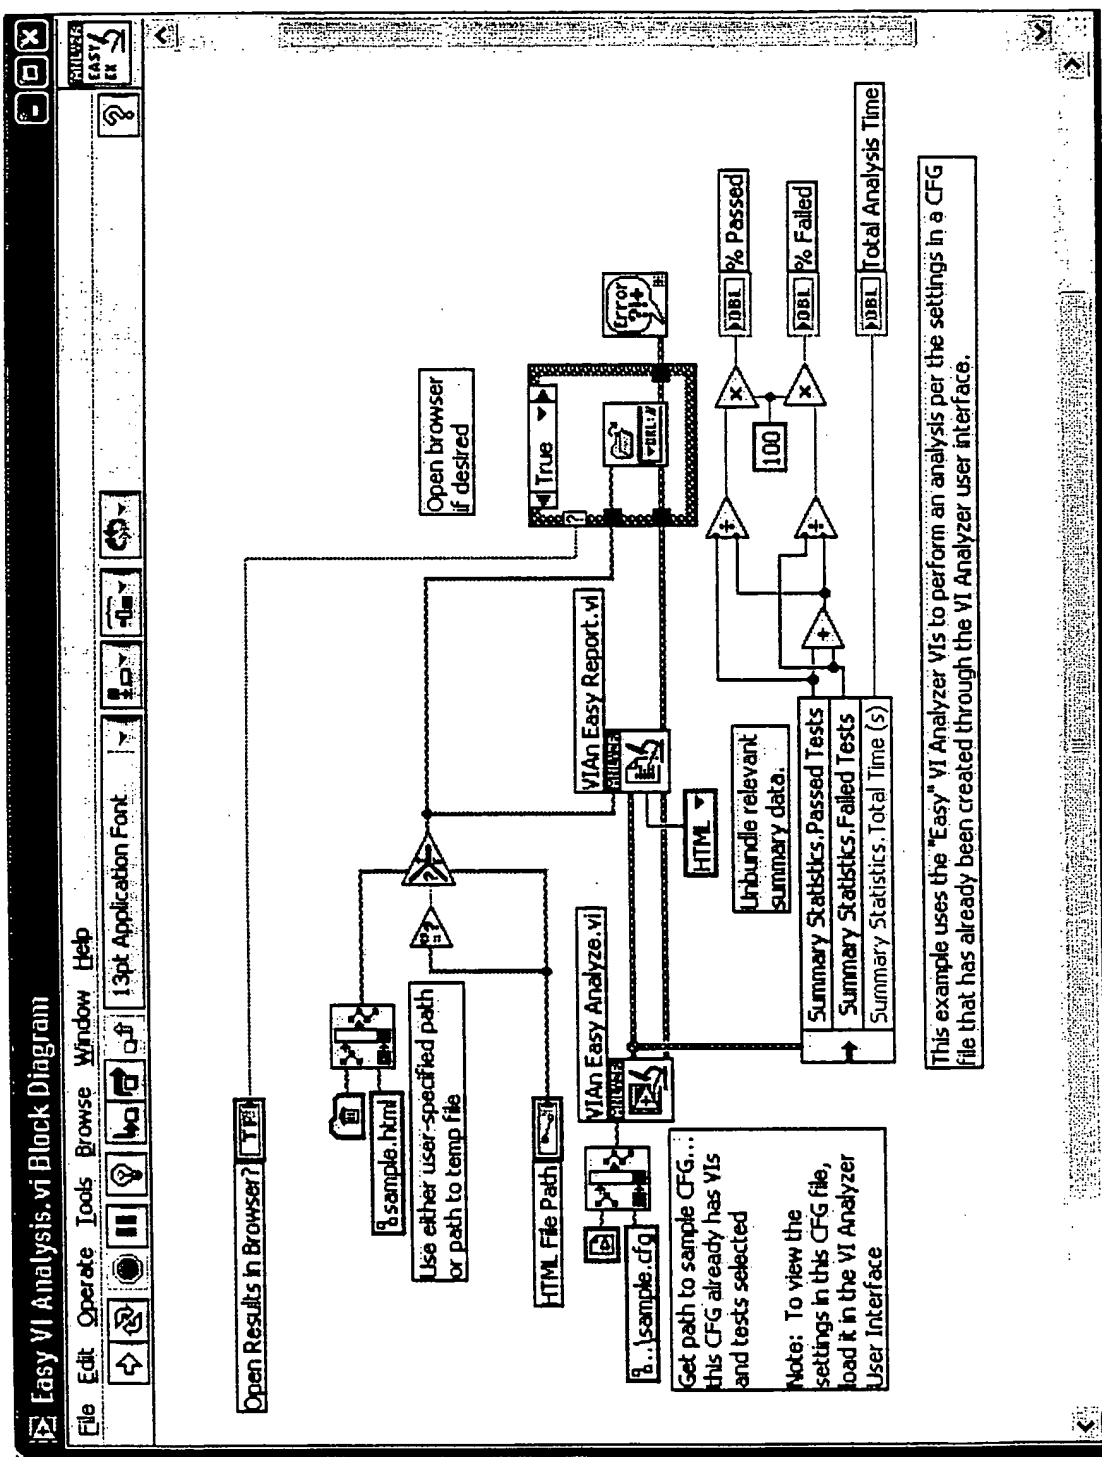 Easy VI Analysis.vi Block Diagram
File Edit Operate Tools Browse Window Help
13pt Application Font
?
ANLYZR
EASY
EX
Open Results in Browser?
TF
Open browser
if desired
sample.html
Use either user-specified path
or path to temp file
HTML File Path
True
?
Error
?!+
URL://
VIAn Easy Report.vi
ANLYZR
HTML
VIAn Easy Analyze.vi
ANLYZR
..\sample.cfg
Get path to sample CFG...
this CFG already has VIs
and tests selected
Note: To view the
settings in this CFG file,
load it in the VI Analyzer
User Interface
Unbundle relevant
summary data.
Summary Statistics.Passed Tests
Summary Statistics.Failed Tests
Summary Statistics.Total Time (s)
100
DBL % Passed
DBL % Failed
DBL Total Analysis Time
This example uses the "Easy" VI Analyzer VIs to perform an analysis per the settings in a CFG
file that has already been created through the VI Analyzer user interface.